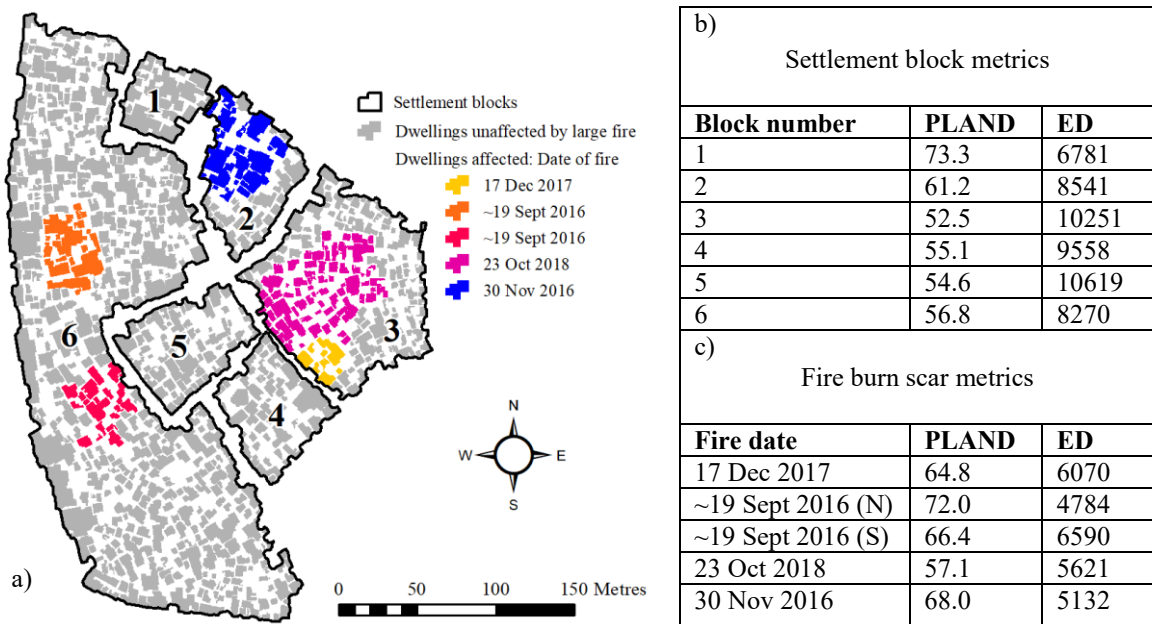 1
2
3
4
5
6
Settlement blocks
Dwellings unaffected by large fire
Dwellings affected: Date of fire
17 Dec 2017
~19 Sept 2016
~19 Sept 2016
23 Oct 2018
30 Nov 2016
N
W E
S
0 50 100 150 Metres
a)
b)
Settlement block metrics
Block number PLAND ED
1 73.3 6781
2 61.2 8541
3 52.5 10251
4 55.1 9558
5 54.6 10619
6 56.8 8270
c)
Fire burn scar metrics
Fire date PLAND ED
17 Dec 2017 64.8 6070
~19 Sept 2016 (N) 72.0 4784
~19 Sept 2016 (S) 66.4 6590
23 Oct 2018 57.1 5621
30 Nov 2016 68.0 5132